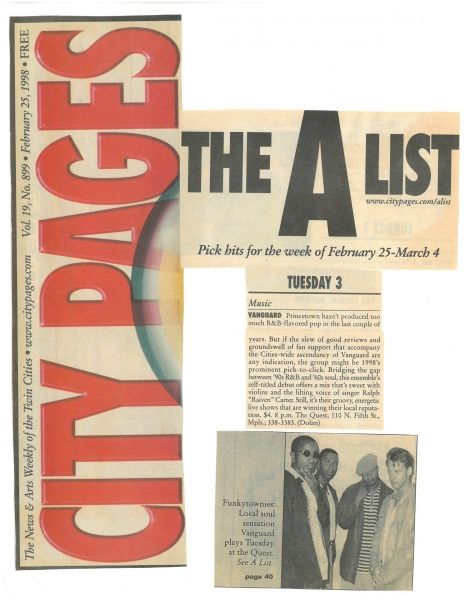 The News & Arts Weekly of the Twin Cities • www.citypages.com Vol. 19, No. 899 • February 25, 1998 • FREE
CITY PAGES
THE A LIST
www.citypages.com/alist
Pick hits for the week of February 25-March 4
TUESDAY 3
Music
VANGUARD Princetown hasn't produced too
much R&B-flavored pop in the last couple of
years. But if the slew of good reviews and
groundswell of fan support that accompany
the Cities-wide ascendancy of Vanguard are
any indication, the group might be 1998's
prominent pick-to-click. Bridging the gap
between '90s R&B and '60s soul, this ensemble's
self-titled debut offers a mix that's sweet with
violins and the lilting voice of singer Ralph
"Raiven" Carter. Still, it's their groovy, energetic
live shows that are winning their local reputa-
tion. $4. 8 p.m. The Quest, 110 N. Fifth St.,
Mpls.; 338-3383. (Dolan)
Funkytownies:
Local soul
sensation
Vanguard
plays Tuesday
at the Quest.
See A List.
page 40